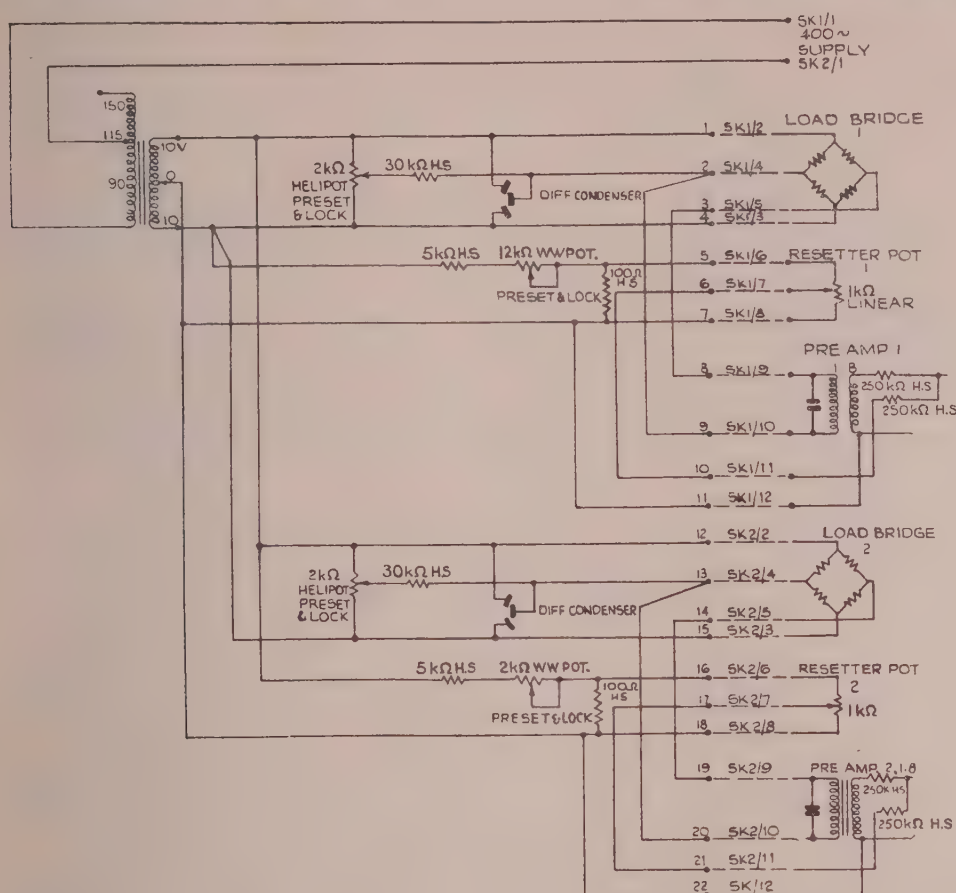 SK1/1
400~
SUPPLY
SK2/1
150
115
90
10V
0
10
2kΩ
HELIPOT
PRESET
& LOCK
30kΩ H.S
DIFF CONDENSER
1 SK1/2
2 SK1/4
3 SK1/5
4 SK1/3
LOAD BRIDGE
1
5kΩ H.S 12kΩ WW POT.
PRESET & LOCK
100Ω
H.S
5 SK1/6
6 SK1/7
7 SK1/8
RESETTER POT
1
1kΩ
LINEAR
PRE AMP 1
8 SK1/9
9 SK1/10
10 SK1/11
11 SK1/12
1 8
250kΩ H.S
250kΩ H.S
12 SK2/2
13 SK2/4
14 SK2/5
15 SK2/3
LOAD BRIDGE
2
2kΩ
HELIPOT
PRESET
& LOCK
30kΩ H.S
DIFF CONDENSER
5kΩ H.S 2kΩ WW POT.
PRESET & LOCK
100Ω
HS
16 SK2/6
17 SK2/7
18 SK2/8
RESETTER POT
2
1kΩ
19 SK2/9
20 SK2/10
21 SK2/11
22 SK/12
PRE AMP 2, 1·8
250K HS.
250kΩ H.S